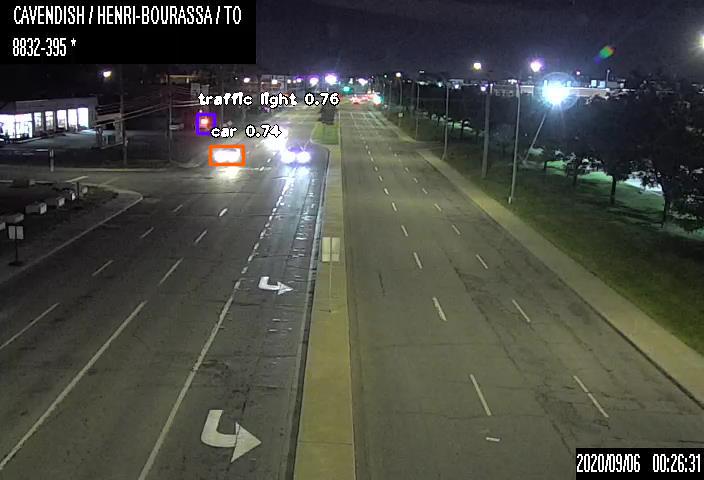 CAVENDISH / HENRI-BOURASSA / TO
8832-395 *
traffic light 0.76
car 0.74
2020/09/06 00:26:31